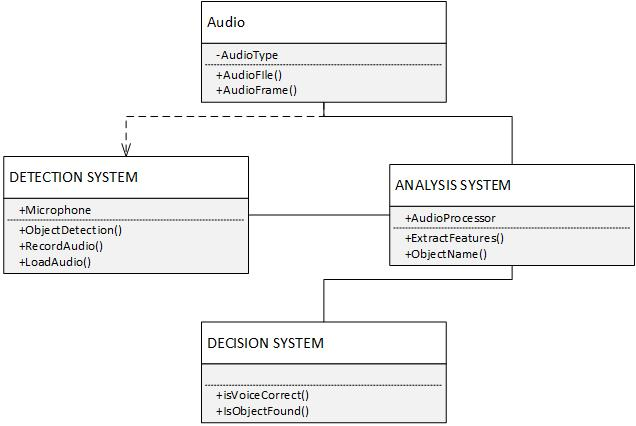 Audio
-AudioType
+AudioFIle()
+AudioFrame()
DETECTION SYSTEM
+Microphone
+ObjectDetection()
+RecordAudio()
+LoadAudio()
ANALYSIS SYSTEM
+AudioProcessor
+ExtractFeatures()
+ObjectName()
DECISION SYSTEM
+isVoiceCorrect()
+IsObjectFound()